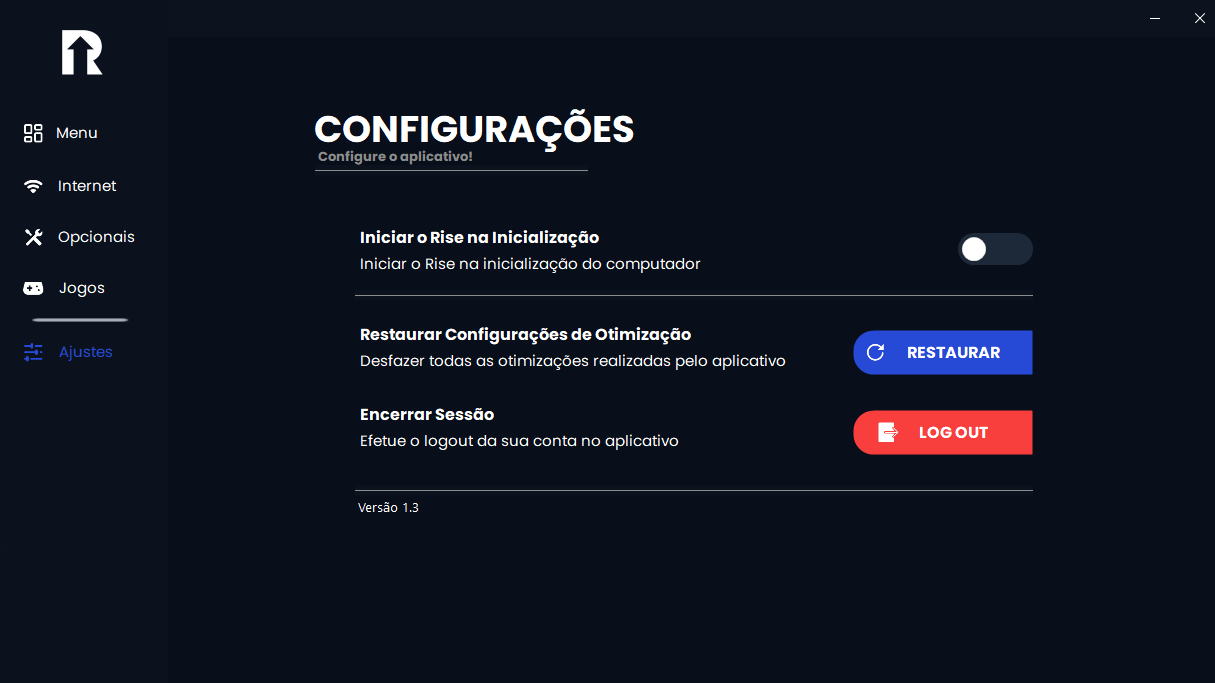 Menu
Internet
Opcionais
Jogos
Ajustes
CONFIGURAÇÕES
Configure o aplicativo!
Iniciar o Rise na Inicialização
Iniciar o Rise na inicialização do computador
Restaurar Configurações de Otimização
Desfazer todas as otimizações realizadas pelo aplicativo
RESTAURAR
Encerrar Sessão
Efetue o logout da sua conta no aplicativo
LOG OUT
Versão 1.3